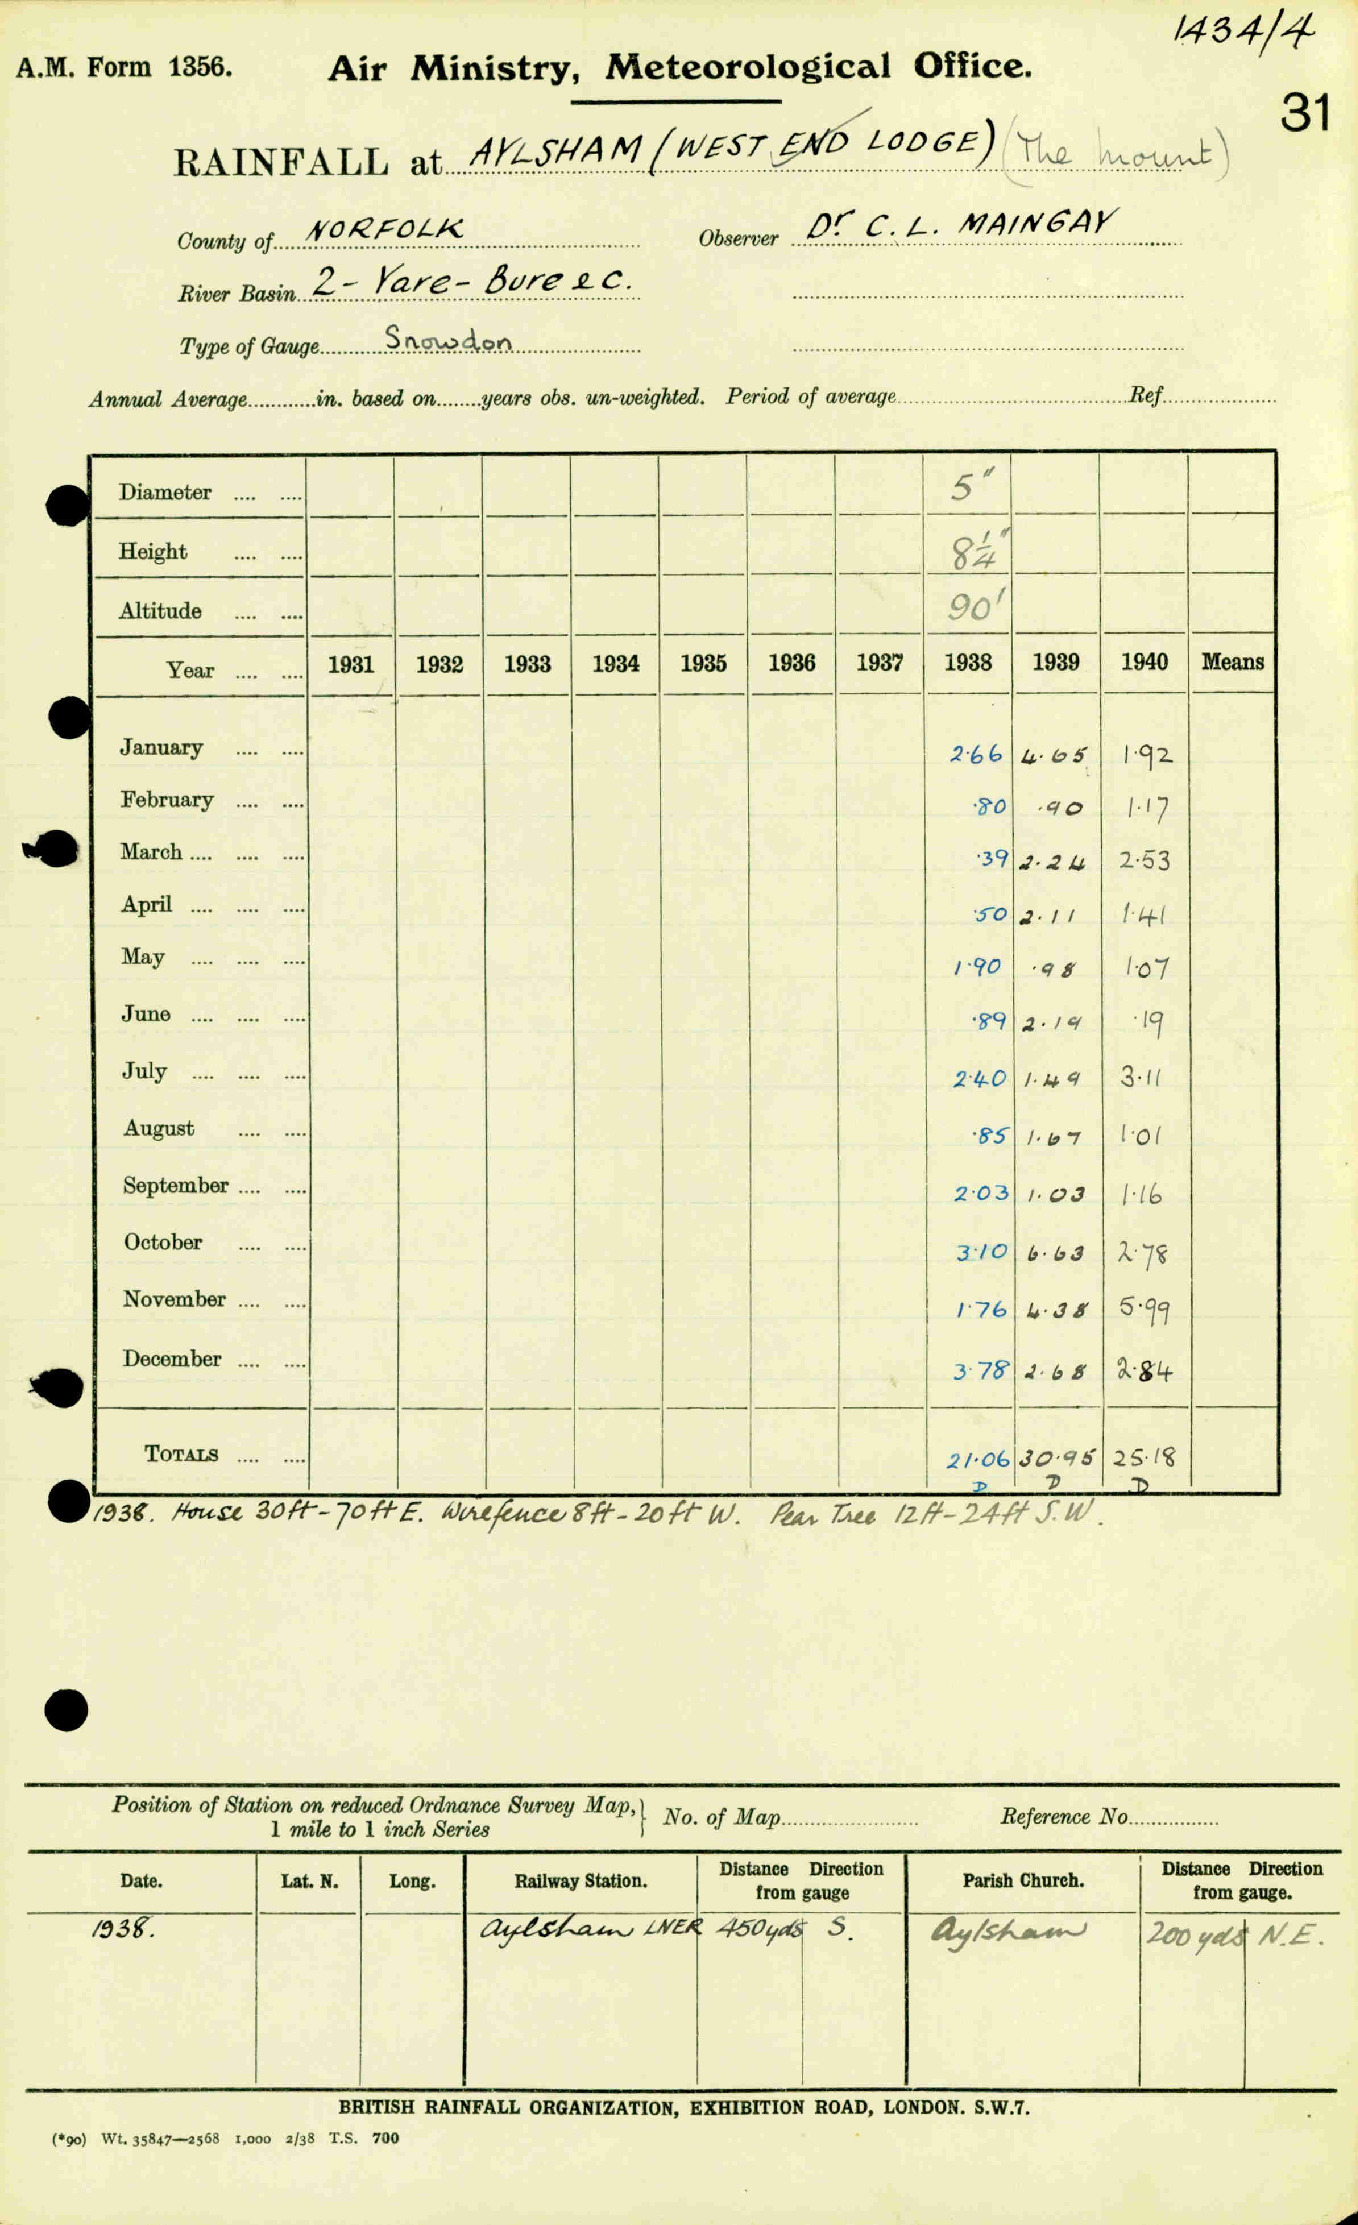 1434/4
A.M. Form 1356. Air Ministry, Meteorological Office.
31
RAINFALL at AYLSHAM (WEST END LODGE) (The Mount)
County of NORFOLK Observer Dr. C. L. MAINGAY
River Basin 2 - Yare - Bure &c.
Type of Gauge Snowdon
Annual Average............in. based on........years obs. un-weighted. Period of average........ Ref........
Diameter .... .... 5"
Height .... .... 8¼"
Altitude .... .... 90'
Year .... .... 1931 1932 1933 1934 1935 1936 1937 1938 1939 1940 Means
January .... .... 2.66 4.65 1.92
February .... .... .80 .90 1.17
March .... .... .... .39 2.24 2.53
April .... .... .... .50 2.11 1.41
May .... .... .... 1.90 .98 1.07
June .... .... .... .89 2.19 .19
July .... .... .... 2.40 1.49 3.11
August .... .... .85 1.67 1.01
September .... .... 2.03 1.03 1.16
October .... .... 3.10 6.63 2.78
November .... .... 1.76 4.38 5.99
December .... .... 3.78 2.68 2.84
TOTALS .... .... 21.06 30.95 25.18
D D D
1938. House 30ft - 70ft E. Wirefence 8ft - 20ft W. Pear Tree 12ft - 24ft S.W.
Position of Station on reduced Ordnance Survey Map,} No. of Map........ Reference No........
1 mile to 1 inch Series
Date. Lat. N. Long. Railway Station. Distance Direction from gauge Parish Church. Distance Direction from gauge.
1938. Aylsham LNER 450yds S. Aylsham 200 yds N.E.
BRITISH RAINFALL ORGANIZATION, EXHIBITION ROAD, LONDON. S.W.7.
(*90) Wt. 35847—2568 1,000 2/38 T.S. 700